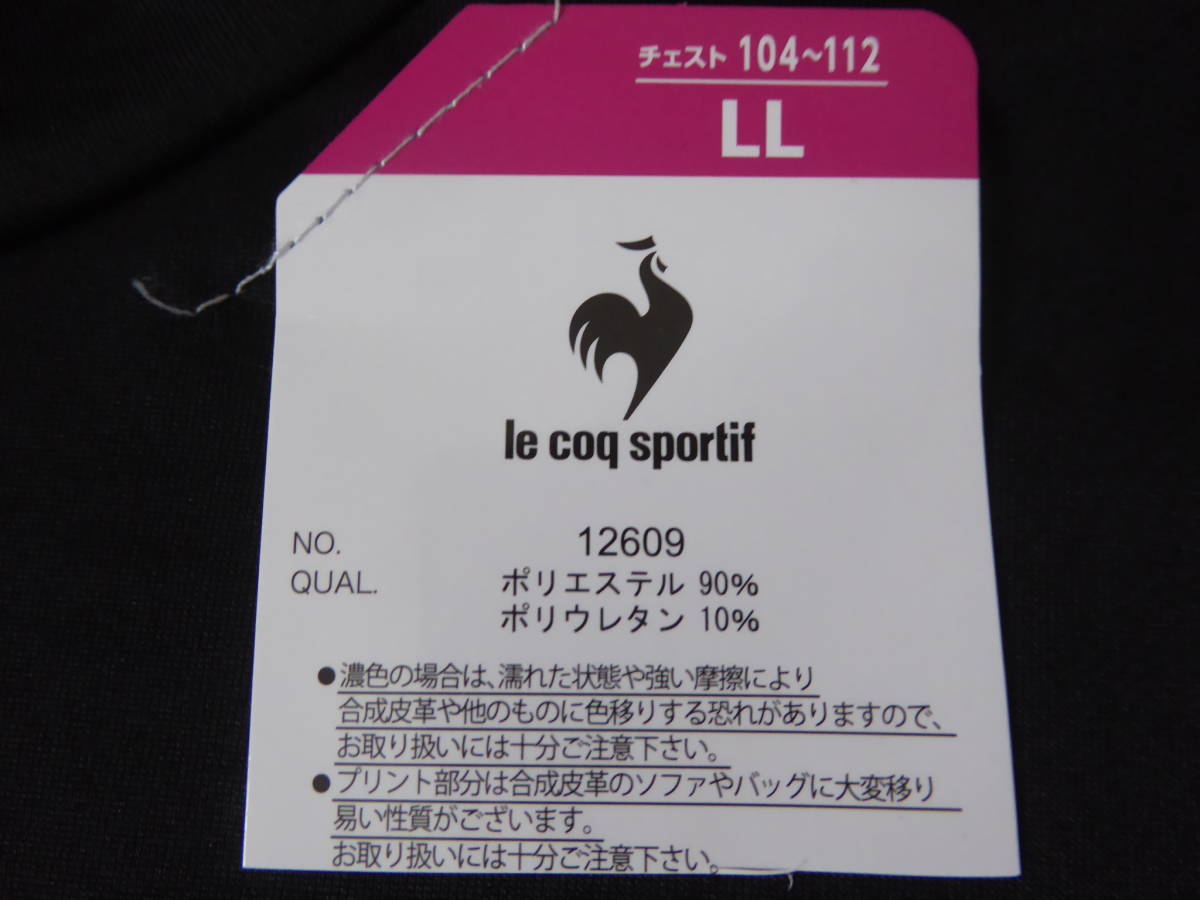 チェスト 104~112
LL
le coq sportif
NO. 12609
QUAL. ポリエステル 90%
ポリウレタン 10%
●濃色の場合は、濡れた状態や強い摩擦により
合成皮革や他のものに色移りする恐れがありますので、
お取り扱いには十分ご注意下さい。
●プリント部分は合成皮革のソファやバッグに大変移り
易い性質がございます。
お取り扱いには十分ご注意下さい。